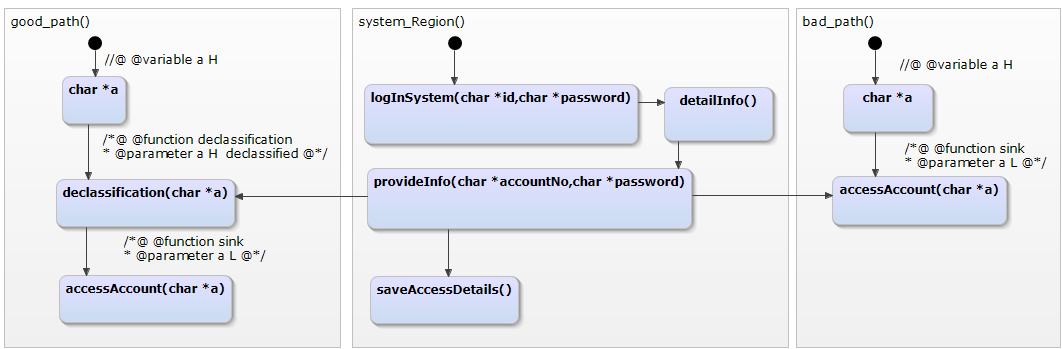 good_path()
//@ @variable a H
char *a
/*@ @function declassification
* @parameter a H  declassified @*/
declassification(char *a)
/*@ @function sink
* @parameter a L @*/
accessAccount(char *a)
system_Region()
logInSystem(char *id,char *password)
detailInfo()
provideInfo(char *accountNo,char *password)
saveAccessDetails()
bad_path()
//@ @variable a H
char *a
/*@ @function sink
* @parameter a L @*/
accessAccount(char *a)